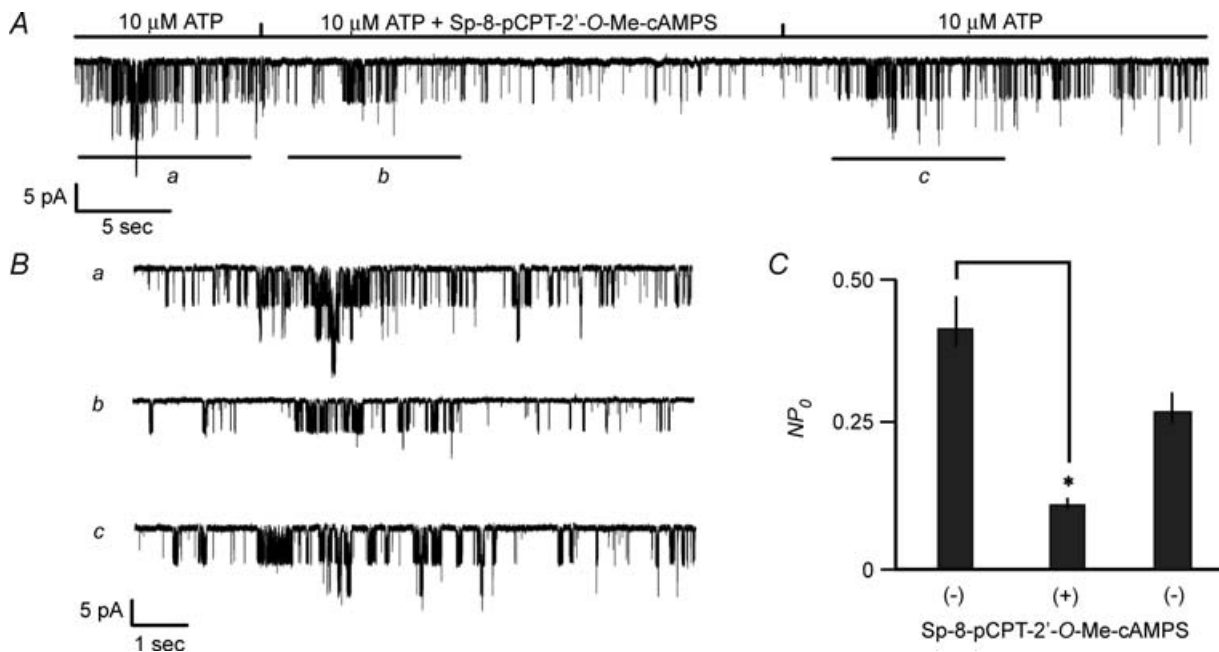 A
10 μM ATP
10 μM ATP + Sp-8-pCPT-2'-O-Me-cAMPS
10 μM ATP
a
b
c
5 pA
5 sec
B
a
b
c
5 pA
1 sec
C
0.50
0.25
0
NP0
*
(-)
(+)
(-)
Sp-8-pCPT-2'-O-Me-cAMPS